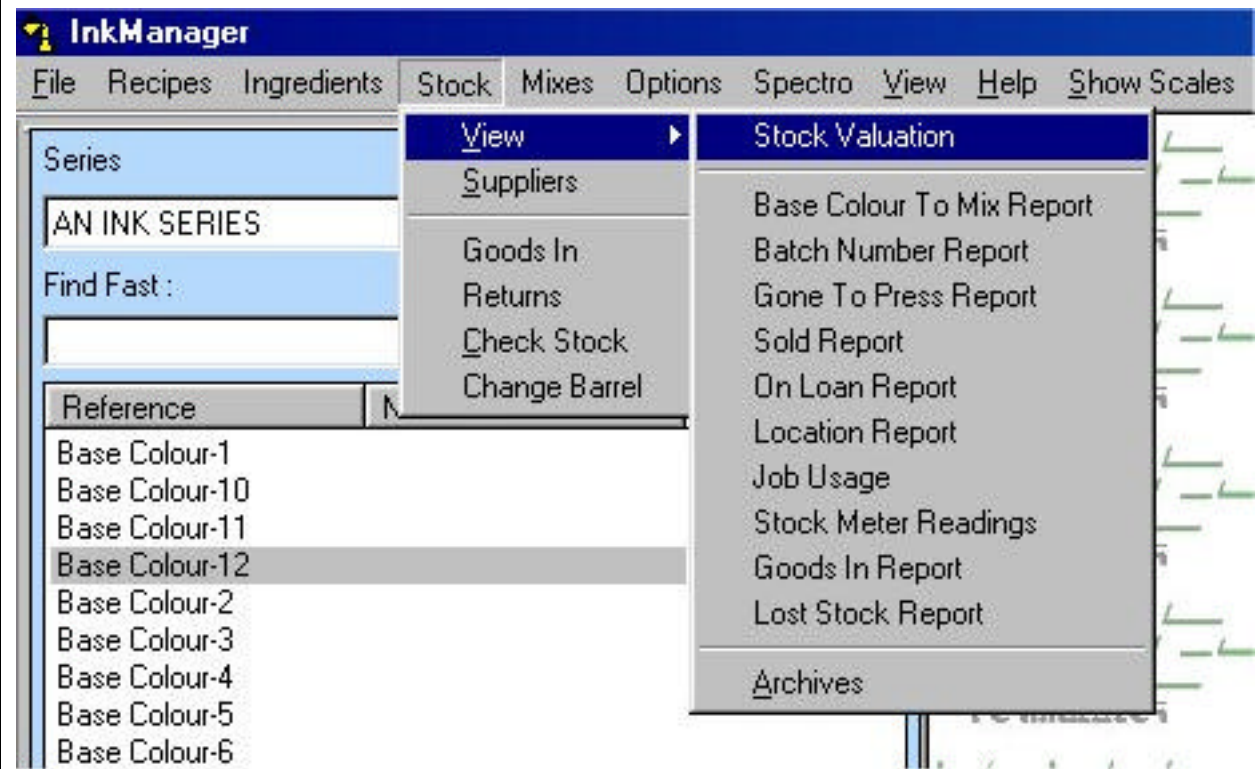 InkManager
File Recipes Ingredients Stock Mixes Options Spectro View Help Show Scales
Series
AN INK SERIES
Find Fast :
Reference N
Base Colour-1
Base Colour-10
Base Colour-11
Base Colour-12
Base Colour-2
Base Colour-3
Base Colour-4
Base Colour-5
Base Colour-6
View
Suppliers
Goods In
Returns
Check Stock
Change Barrel
Stock Valuation
Base Colour To Mix Report
Batch Number Report
Gone To Press Report
Sold Report
On Loan Report
Location Report
Job Usage
Stock Meter Readings
Goods In Report
Lost Stock Report
Archives